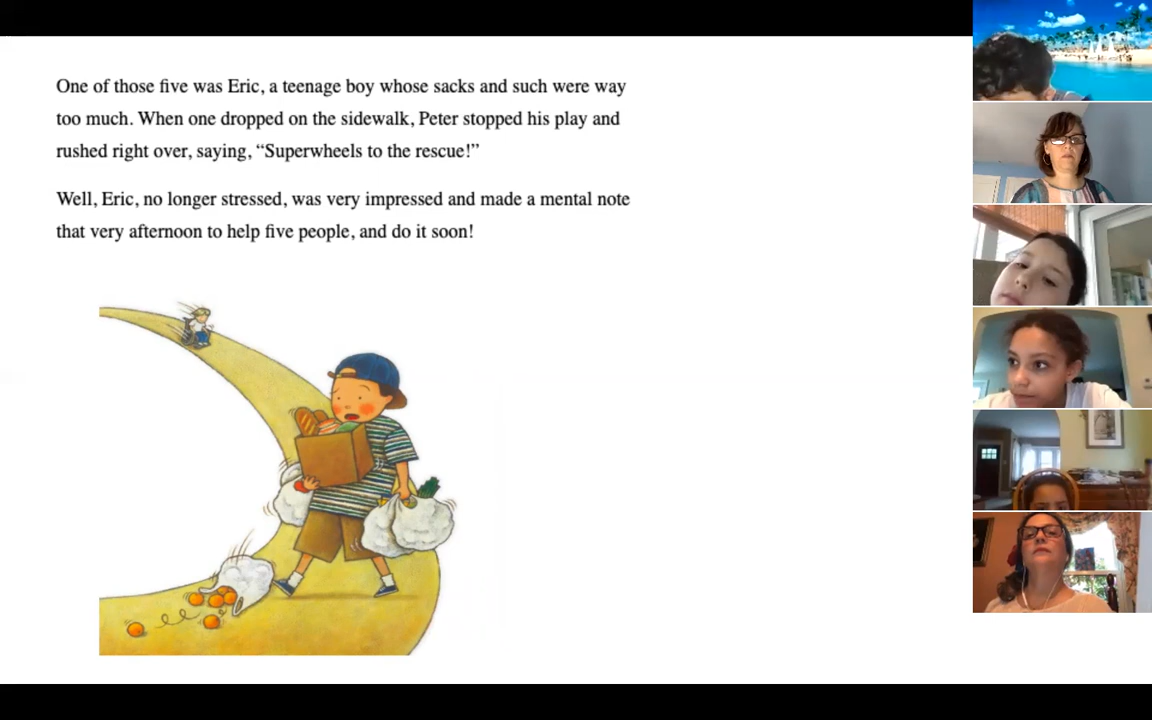 One of those five was Eric, a teenage boy whose sacks and such were way
too much. When one dropped on the sidewalk, Peter stopped his play and
rushed right over, saying, “Superwheels to the rescue!”
Well, Eric, no longer stressed, was very impressed and made a mental note
that very afternoon to help five people, and do it soon!